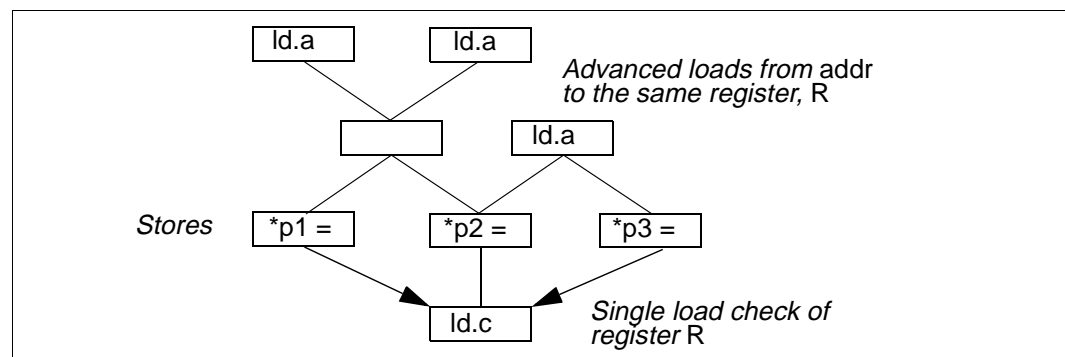 ld.a
ld.a
Advanced loads from addr
to the same register, R
ld.a
Stores
*p1 =
*p2 =
*p3 =
ld.c
Single load check of
register R